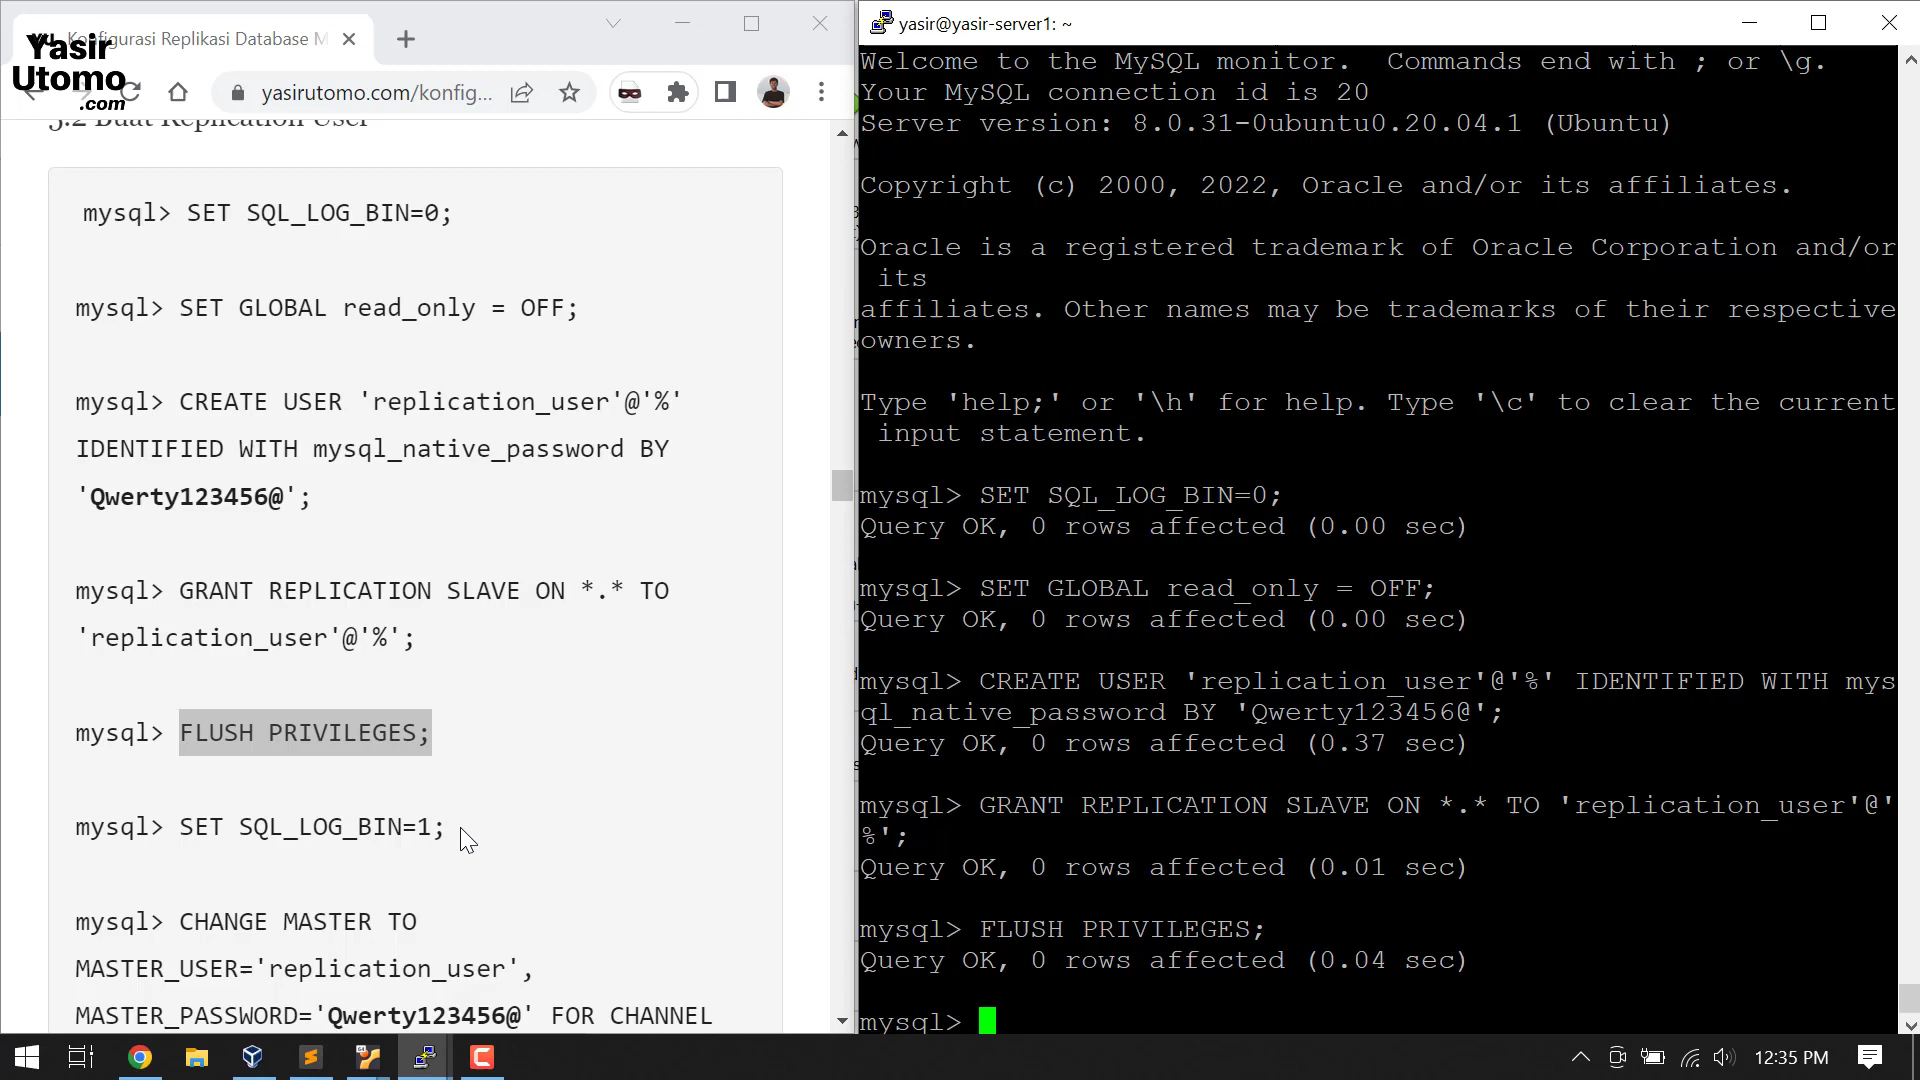 Konfigurasi Replikasi Database M
Yasir
Utomo
.com
yasirutomo.com/konfig...
5.2 Buat Replication User
mysql> SET SQL_LOG_BIN=0;
mysql> SET GLOBAL read_only = OFF;
mysql> CREATE USER 'replication_user'@'%'
IDENTIFIED WITH mysql_native_password BY
'Qwerty123456@';
mysql> GRANT REPLICATION SLAVE ON *.* TO
'replication_user'@'%';
mysql> FLUSH PRIVILEGES;
mysql> SET SQL_LOG_BIN=1;
mysql> CHANGE MASTER TO
MASTER_USER='replication_user',
MASTER_PASSWORD='Qwerty123456@' FOR CHANNEL
yasir@yasir-server1: ~
Welcome to the MySQL monitor.  Commands end with ; or \g.
Your MySQL connection id is 20
Server version: 8.0.31-0ubuntu0.20.04.1 (Ubuntu)
Copyright (c) 2000, 2022, Oracle and/or its affiliates.
Oracle is a registered trademark of Oracle Corporation and/or
its
affiliates. Other names may be trademarks of their respective
owners.
Type 'help;' or '\h' for help. Type '\c' to clear the current
input statement.
mysql> SET SQL_LOG_BIN=0;
Query OK, 0 rows affected (0.00 sec)
mysql> SET GLOBAL read_only = OFF;
Query OK, 0 rows affected (0.00 sec)
mysql> CREATE USER 'replication_user'@'%' IDENTIFIED WITH mys
ql_native_password BY 'Qwerty123456@';
Query OK, 0 rows affected (0.37 sec)
mysql> GRANT REPLICATION SLAVE ON *.* TO 'replication_user'@'
%';
Query OK, 0 rows affected (0.01 sec)
mysql> FLUSH PRIVILEGES;
Query OK, 0 rows affected (0.04 sec)
mysql>
12:35 PM